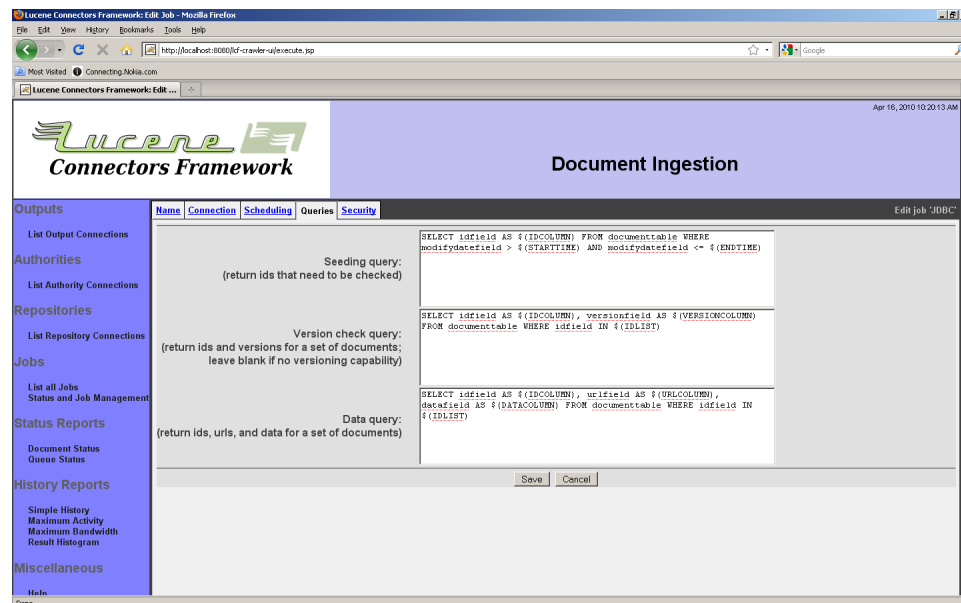 Lucene Connectors Framework: Edit Job - Mozilla Firefox
File Edit View History Bookmarks Tools Help
http://localhost:8080/lcf-crawler-ui/execute.jsp
Google
Most Visited Connecting.Nokia.com
Lucene Connectors Framework: Edit ...
Apr 16, 2010 10:20:13 AM
Lucene
Connectors Framework
Document Ingestion
Outputs
List Output Connections
Authorities
List Authority Connections
Repositories
List Repository Connections
Jobs
List all Jobs
Status and Job Management
Status Reports
Document Status
Queue Status
History Reports
Simple History
Maximum Activity
Maximum Bandwidth
Result Histogram
Miscellaneous
Help
Name Connection Scheduling Queries Security
Edit job 'JDBC'
Seeding query:
(return ids that need to be checked)
SELECT idfield AS $(IDCOLUMN) FROM documenttable WHERE
modifydatefield > $(STARTTIME) AND modifydatefield <= $(ENDTIME)
Version check query:
(return ids and versions for a set of documents;
leave blank if no versioning capability)
SELECT idfield AS $(IDCOLUMN), versionfield AS $(VERSIONCOLUMN)
FROM documenttable WHERE idfield IN $(IDLIST)
Data query:
(return ids, urls, and data for a set of documents)
SELECT idfield AS $(IDCOLUMN), urlfield AS $(URLCOLUMN),
datafield AS $(DATACOLUMN) FROM documenttable WHERE idfield IN
$(IDLIST)
Save Cancel
Done